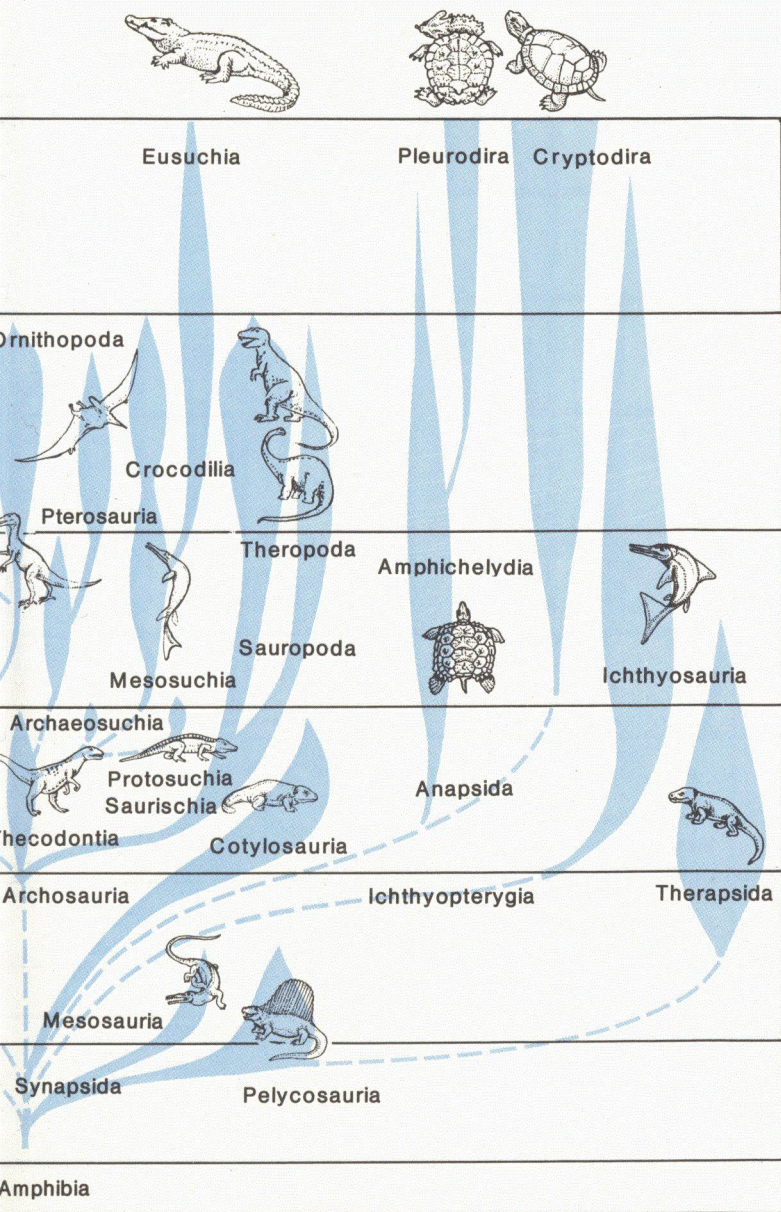 Eusuchia
Pleurodira Cryptodira
Ornithopoda
Crocodilia
Pterosauria
Theropoda
Amphichelydia
Sauropoda
Ichthyosauria
Mesosuchia
Archaeosuchia
Protosuchia
Anapsida
Saurischia
hecodontia
Cotylosauria
Archosauria
Ichthyopterygia
Therapsida
Mesosauria
Synapsida
Pelycosauria
Amphibia